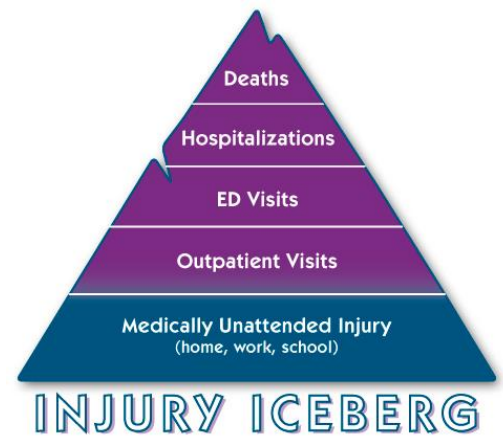 Deaths
Hospitalizations
ED Visits
Outpatient Visits
Medically Unattended Injury
(home, work, school)
INJURY ICEBERG